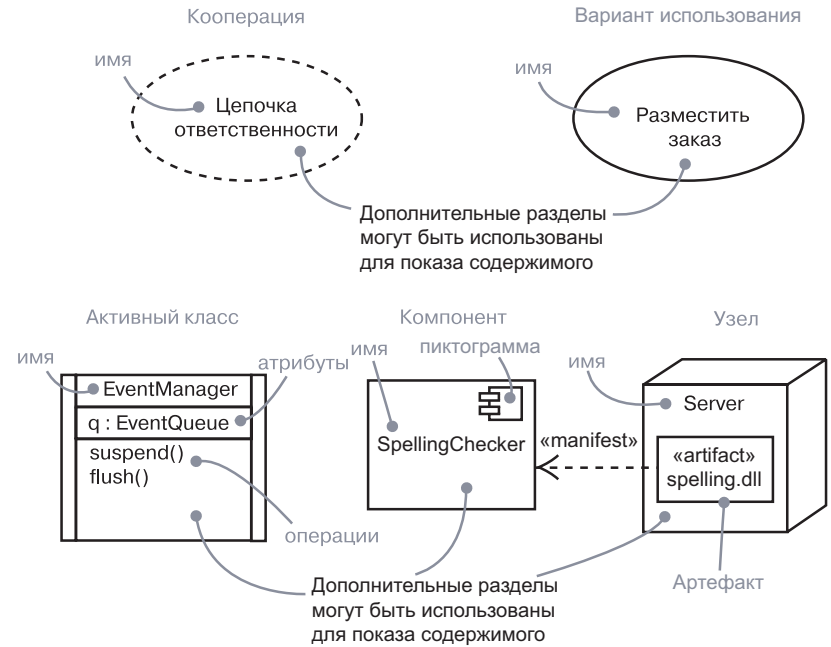 Кооперация
Вариант использования
имя
имя
Цепочка
ответственности
Разместить
заказ
Дополнительные разделы
могут быть использованы
для показа содержимого
Активный класс
Компонент
Узел
имя
атрибуты
имя
пиктограмма
имя
EventManager
q : EventQueue
suspend()
flush()
операции
SpellingChecker
«manifest»
Server
«artifact»
spelling.dll
Артефакт
Дополнительные разделы
могут быть использованы
для показа содержимого